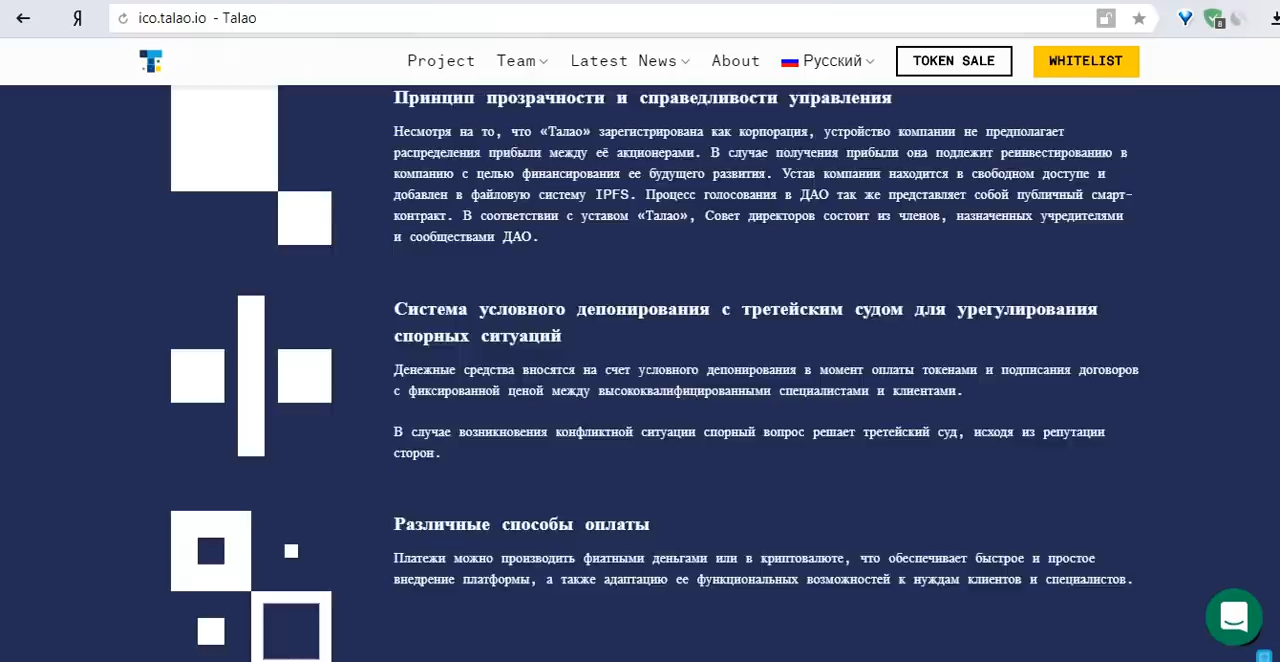 Я ico.talao.io - Talao
8
Project Team Latest News About Русский TOKEN SALE WHITELIST
Принцип прозрачности и справедливости управления
Несмотря на то, что «Талао» зарегистрирована как корпорация, устройство компании не предполагает
распределения прибыли между её акционерами. В случае получения прибыли она подлежит реинвестированию в
компанию с целью финансирования ее будущего развития. Устав компании находится в свободном доступе и
добавлен в файловую систему IPFS. Процесс голосования в ДАО так же представляет собой публичный смарт-
контракт. В соответствии с уставом «Талао», Совет директоров состоит из членов, назначенных учредителями
и сообществами ДАО.
Система условного депонирования с третейским судом для урегулирования
спорных ситуаций
Денежные средства вносятся на счет условного депонирования в момент оплаты токенами и подписания договоров
с фиксированной ценой между высококвалифицированными специалистами и клиентами.
В случае возникновения конфликтной ситуации спорный вопрос решает третейский суд, исходя из репутации
сторон.
Различные способы оплаты
Платежи можно производить фиатными деньгами или в криптовалюте, что обеспечивает быстрое и простое
внедрение платформы, а также адаптацию ее функциональных возможностей к нуждам клиентов и специалистов.